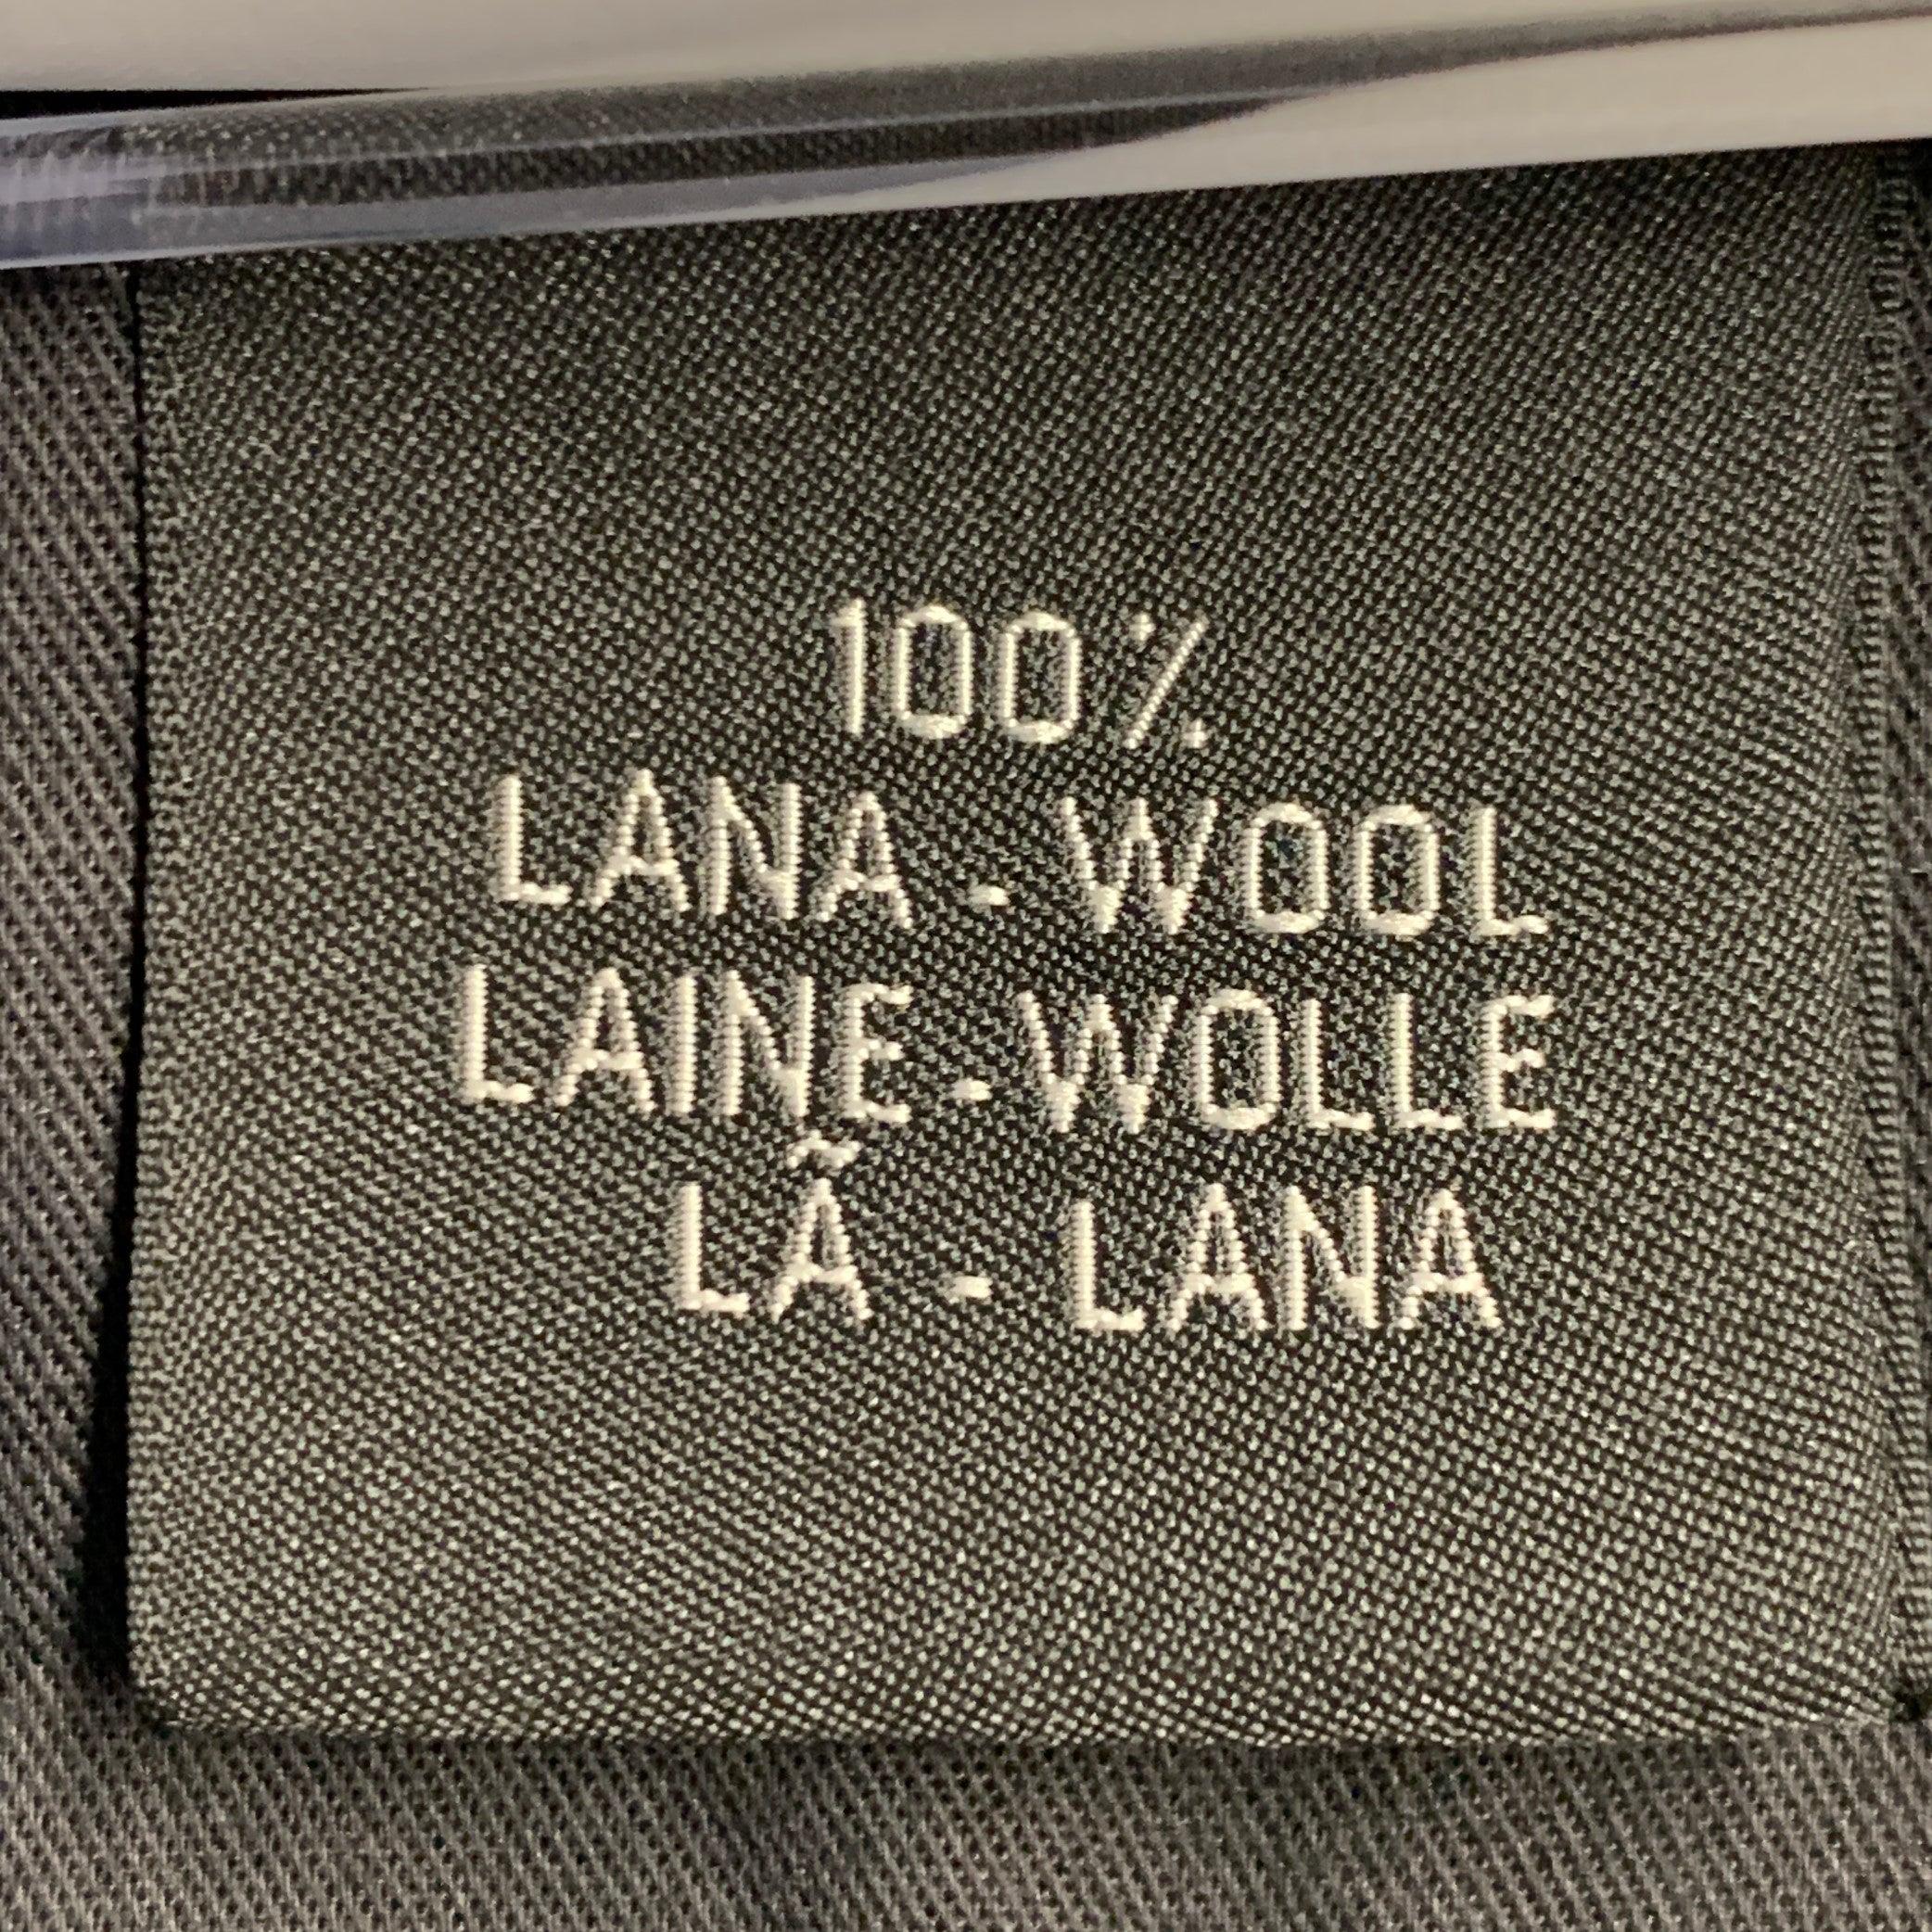 100%
LANA - WOOL
LAINE-WOLLE
LÃ - LANA